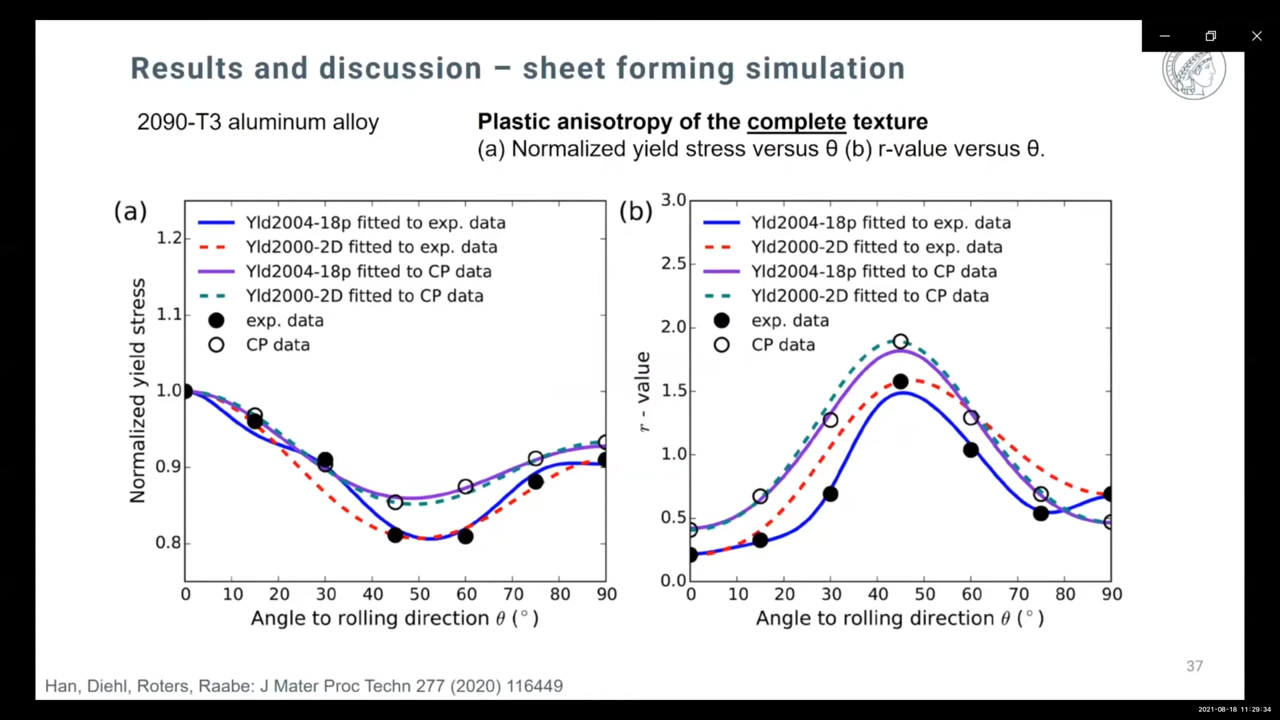 Results and discussion – sheet forming simulation
2090-T3 aluminum alloy
Plastic anisotropy of the complete texture
(a) Normalized yield stress versus θ (b) r-value versus θ.
(a)
Yld2004-18p fitted to exp. data
Yld2000-2D fitted to exp. data
Yld2004-18p fitted to CP data
Yld2000-2D fitted to CP data
exp. data
CP data
Normalized yield stress
1.2
1.1
1.0
0.9
0.8
0 10 20 30 40 50 60 70 80 90
Angle to rolling direction θ (°)
(b)
Yld2004-18p fitted to exp. data
Yld2000-2D fitted to exp. data
Yld2004-18p fitted to CP data
Yld2000-2D fitted to CP data
exp. data
CP data
r - value
3.0
2.5
2.0
1.5
1.0
0.5
0.0
0 10 20 30 40 50 60 70 80 90
Angle to rolling direction θ (°)
37
Han, Diehl, Roters, Raabe: J Mater Proc Techn 277 (2020) 116449
2021-08-18 11:29:34